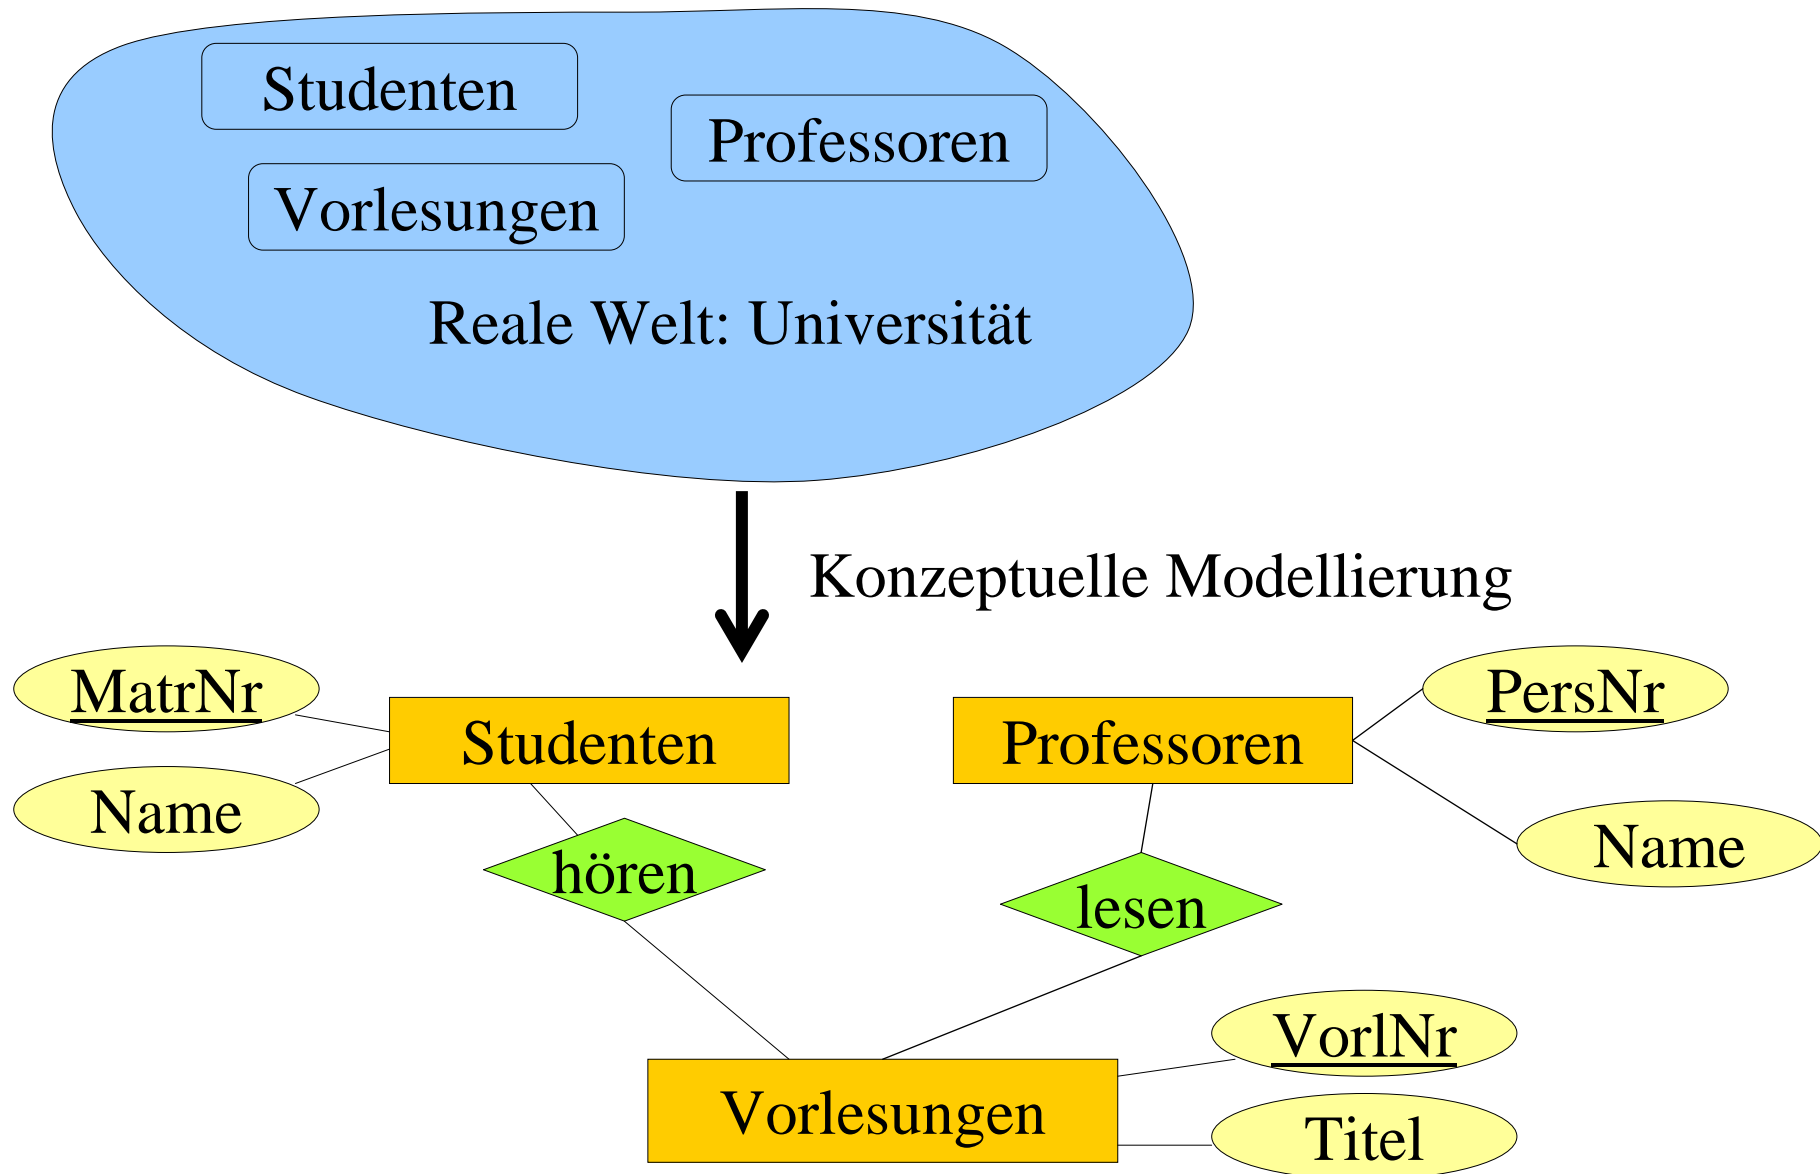 Studenten
Professoren
Vorlesungen
Reale Welt: Universität
Konzeptuelle Modellierung
MatrNr
PersNr
Studenten
Professoren
Name
Name
hören
lesen
VorlNr
Vorlesungen
Titel